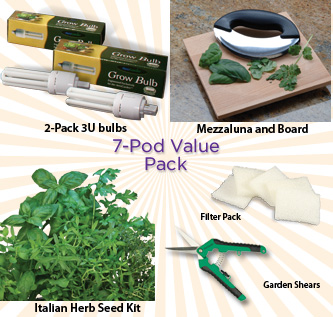 Grow Bulb
Grow Bulb
2-Pack 3U bulbs
Mezzaluna and Board
7-Pod Value
Pack
Filter Pack
Garden Shears
Italian Herb Seed Kit